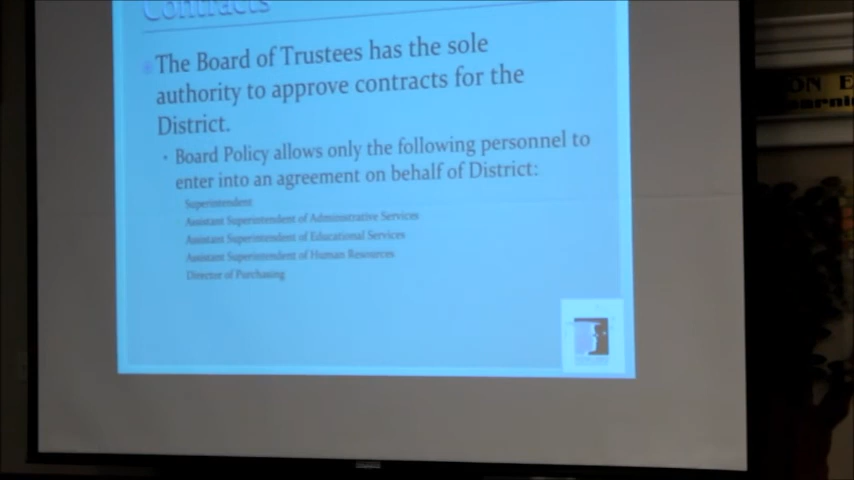 Contracts
The Board of Trustees has the sole
authority to approve contracts for the
District.
· Board Policy allows only the following personnel to
enter into an agreement on behalf of District:
Superintendent
Assistant Superintendent of Administrative Services
Assistant Superintendent of Educational Services
Assistant Superintendent of Human Resources
Director of Purchasing
ON E